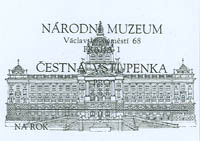 NÁRODNÍ MUZEUM
Václavské náměstí 68
PRAHA 1
ČESTNÁ VSTUPENKA
NA ROK